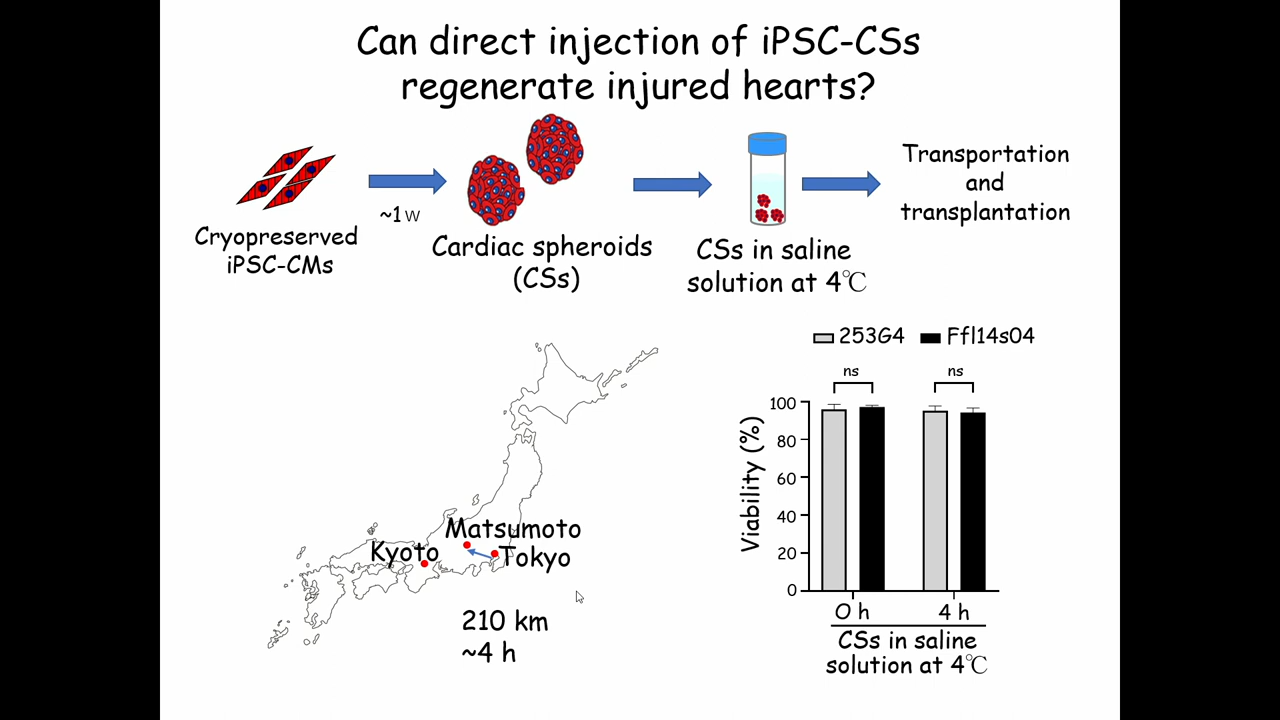 Can direct injection of iPSC-CSs
regenerate injured hearts?
Cryopreserved
iPSC-CMs
~1w
Cardiac spheroids
(CSs)
CSs in saline
solution at 4℃
Transportation
and
transplantation
Matsumoto
Kyoto
Tokyo
210 km
~4 h
253G4
Ffl14s04
ns
ns
Viability (%)
100
80
60
40
20
0
0 h
4 h
CSs in saline
solution at 4℃